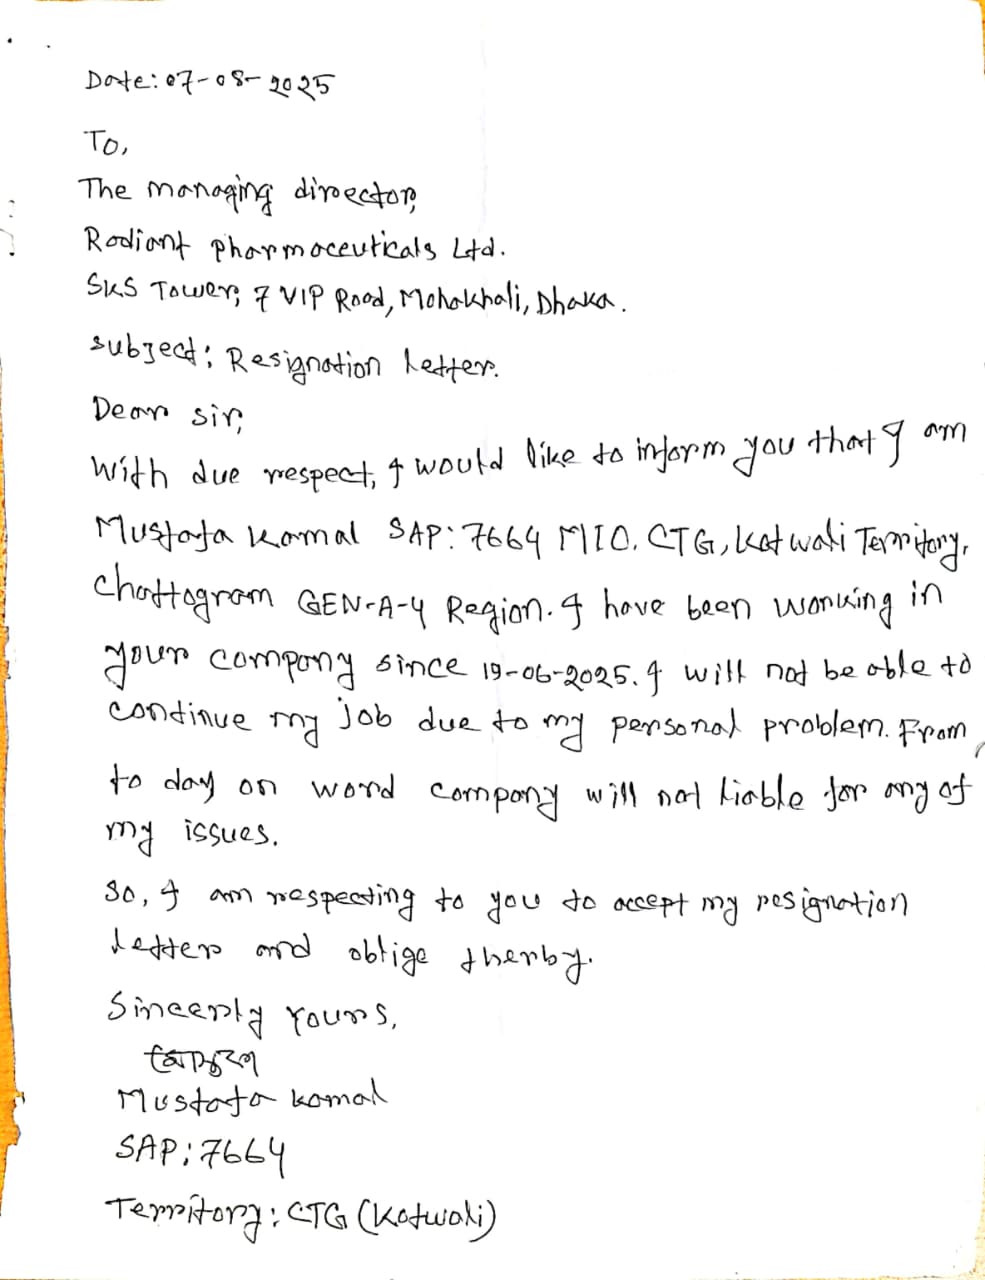 Date: 07-08-2025
To,
The managing director,
Radiant pharmaceuticals Ltd.
SKS Tower, 7 VIP Road, Mohakhali, Dhaka.
subject: Resignation letter.
Dear sir,
with due respect, I would like to inform you that I am
Mustafa kamal SAP: 7664 MIO. CTG, kotwali Territory,
chattogram GEN-A-4 Region. I have been working in
your company since 19-06-2025. I will not be able to
continue my job due to my personal problem. From
to day on word company will not liable for any of
my issues.
So, I am respecting to you to accept my resignation
letter and oblige therby.
Sincerly Yours,
Mustafa kamal
SAP: 7664
Territory: CTG (Kotwali)